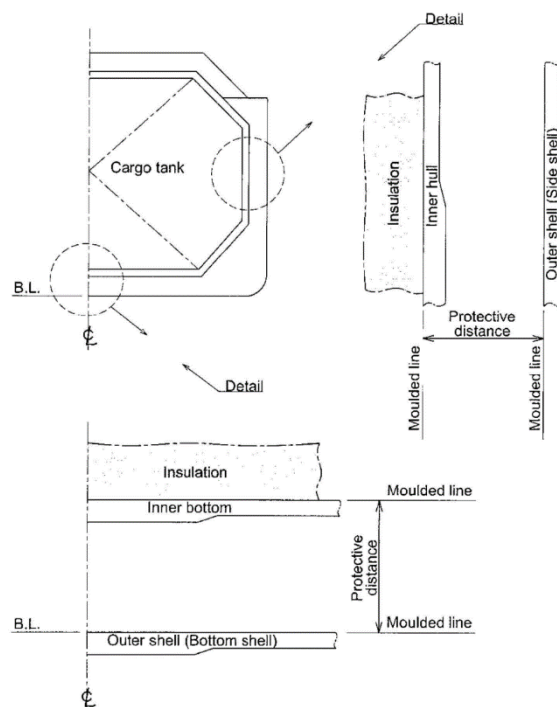 Detail
Cargo tank
B.L.
℄
Insulation
Inner hull
Outer shell (Side shell)
Protective
distance
Moulded line
Moulded line
Detail
Insulation
Inner bottom
Moulded line
Protective
distance
B.L.
Outer shell (Bottom shell)
Moulded line
℄